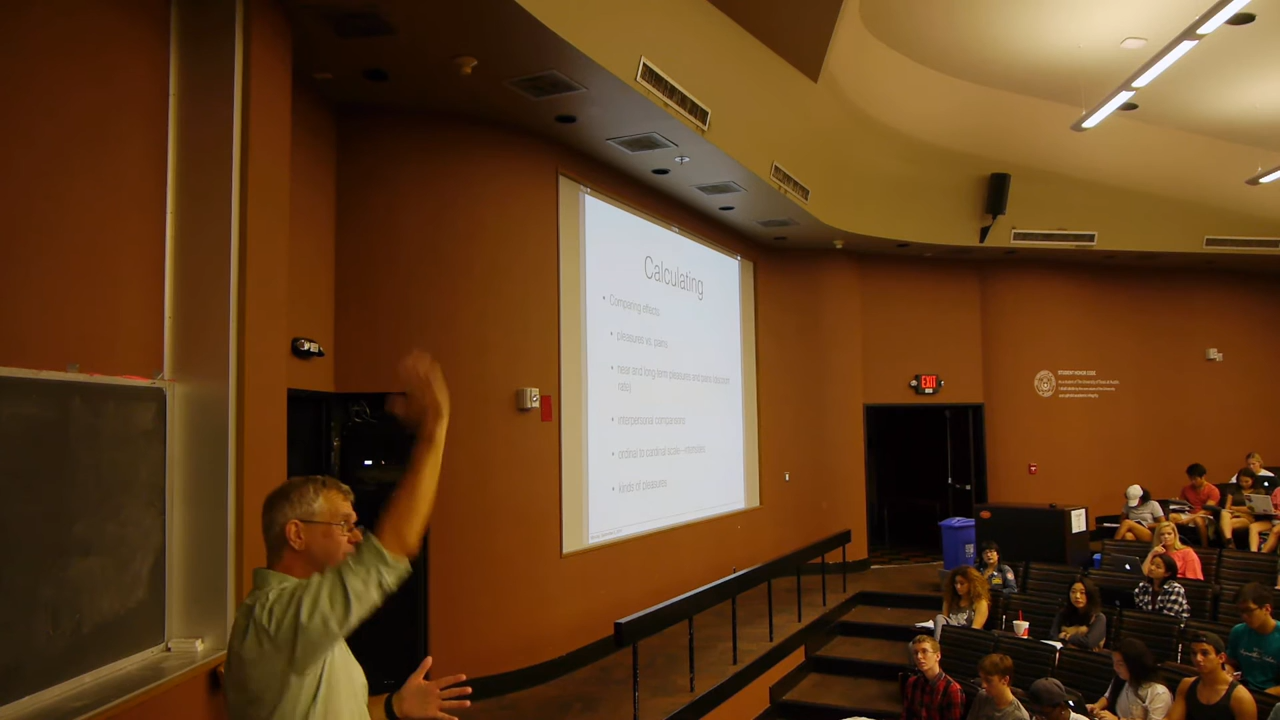 Calculating
• Comparing effects
• pleasures vs. pains
• near and long-term pleasures and pains (discount
rate)
• interpersonal comparisons
• ordinal to cardinal scale—intensities
• kinds of pleasures
EXIT
STUDENT HONOR CODE